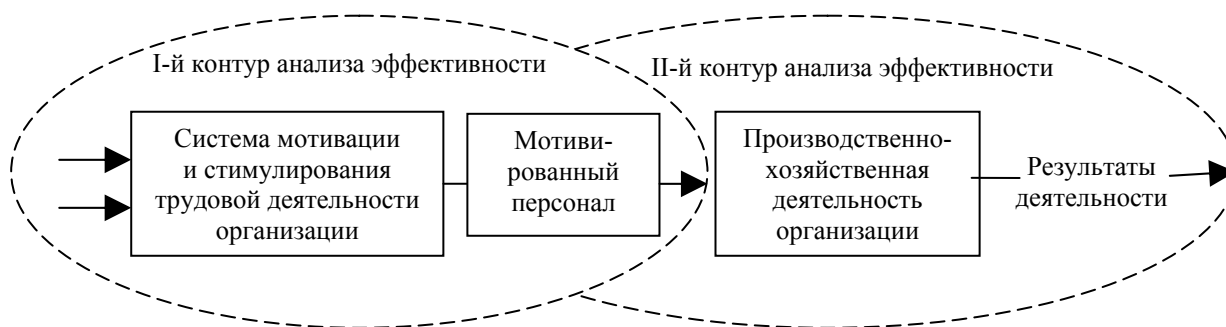 I-й контур анализа эффективности
II-й контур анализа эффективности
Система мотивации
и стимулирования
трудовой деятельности
организации
Мотиви-
рованный
персонал
Производственно-
хозяйственная
деятельность
организации
Результаты
деятельности